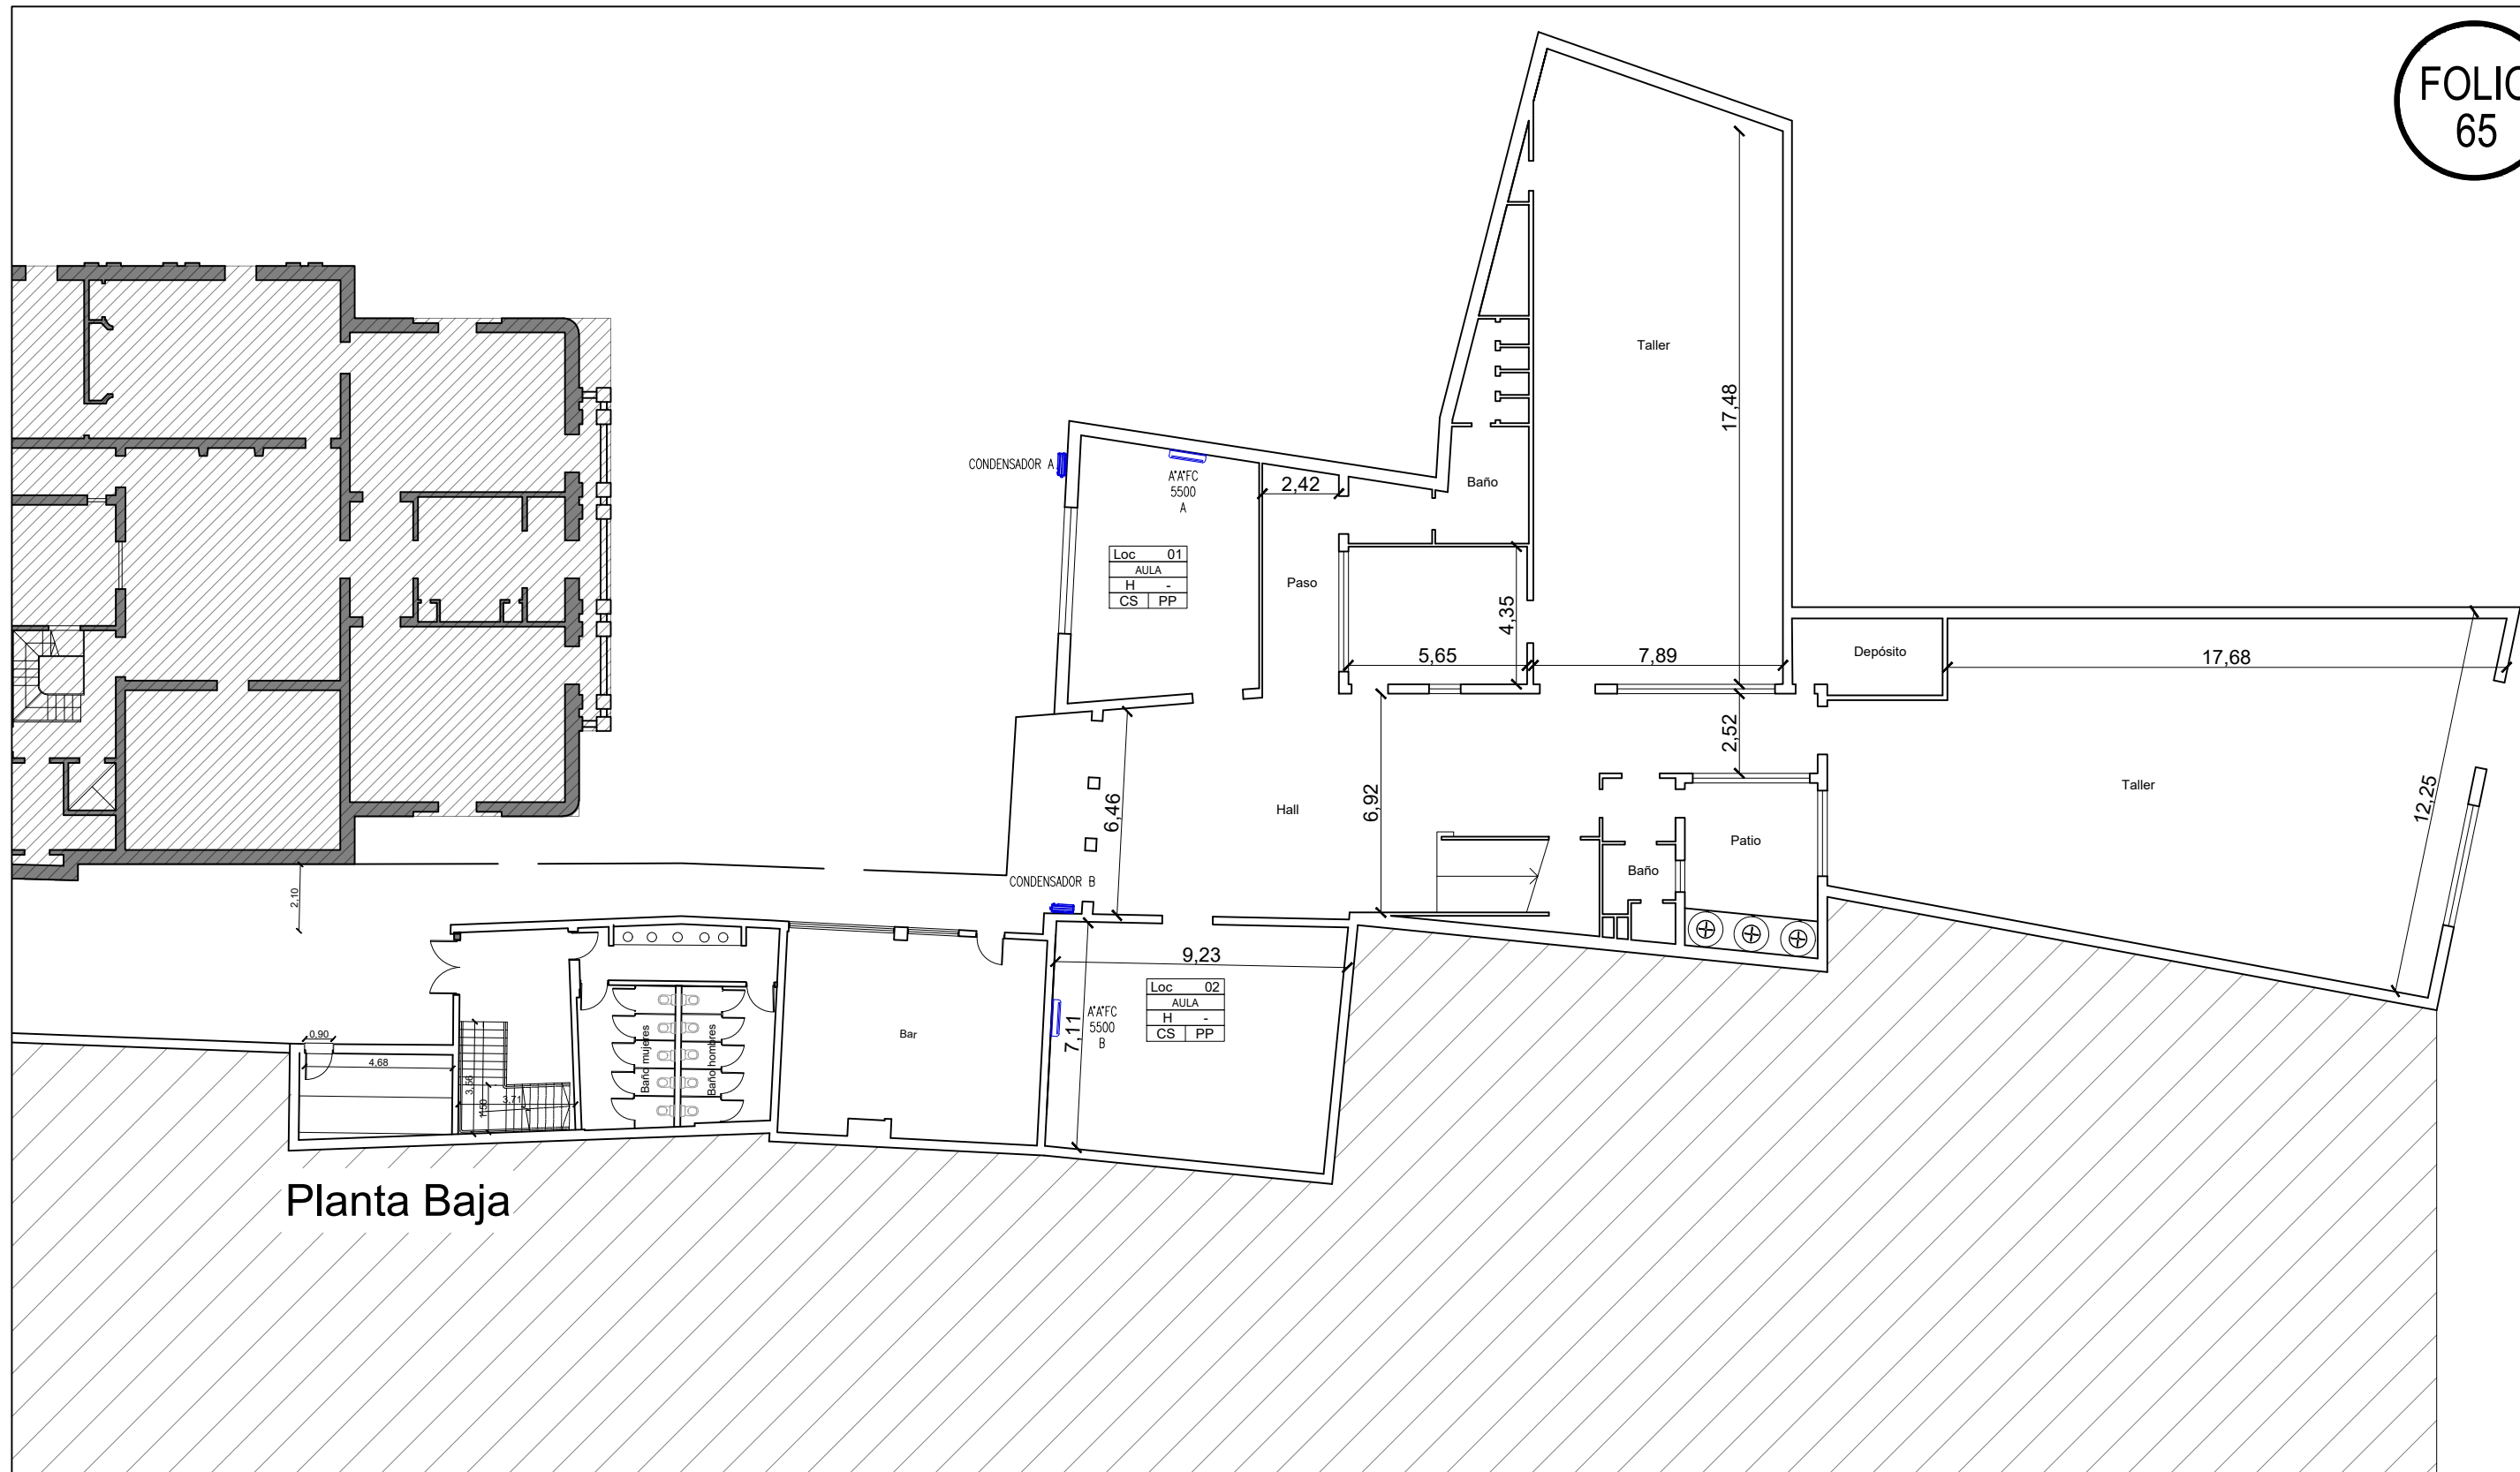 FOLIO
65
Taller
17,48
CONDENSADOR A
A°A°FC
5500
A
2,42
Baño
Loc 01
AULA
H -
CS PP
Paso
4,35
5,65
7,89
Depósito
17,68
2,52
6,46
Hall
6,92
Taller
12,25
Patio
Baño
CONDENSADOR B
2,10
9,23
Loc 02
AULA
H -
CS PP
A°A°FC
5500
B
7,11
Bar
Baño mujeres
Baño hombres
0,90
4,68
3,56
1,50
3,71
Planta Baja